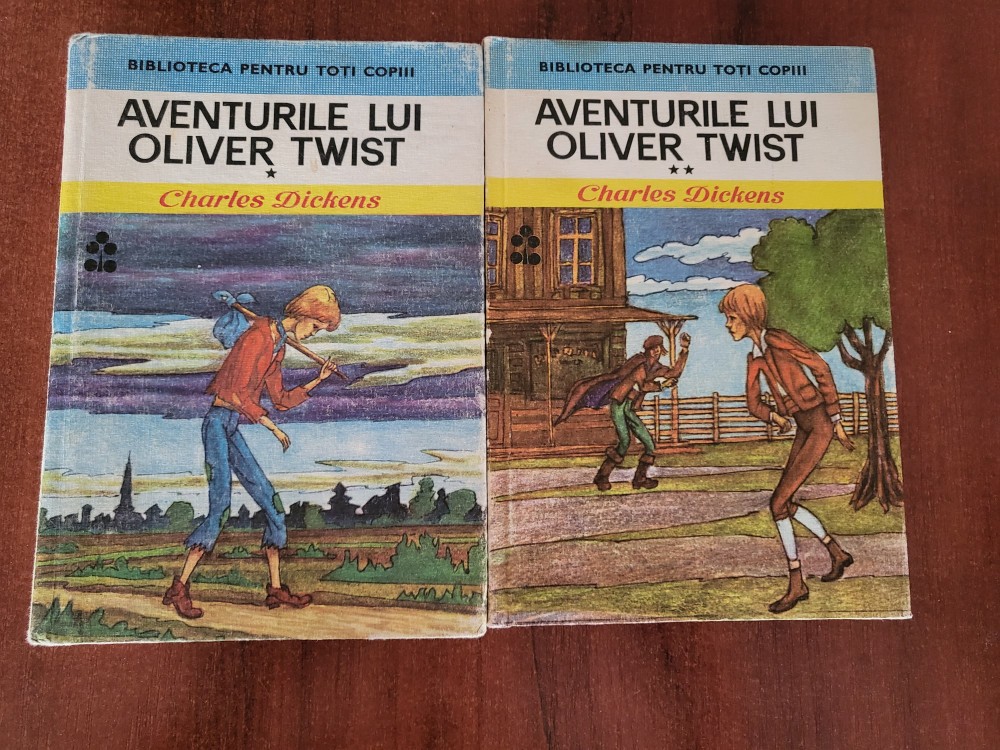 BIBLIOTECA PENTRU TOȚI COPIII
AVENTURILE LUI
OLIVER TWIST
*
Charles Dickens
BIBLIOTECA PENTRU TOȚI COPIII
AVENTURILE LUI
OLIVER TWIST
**
Charles Dickens